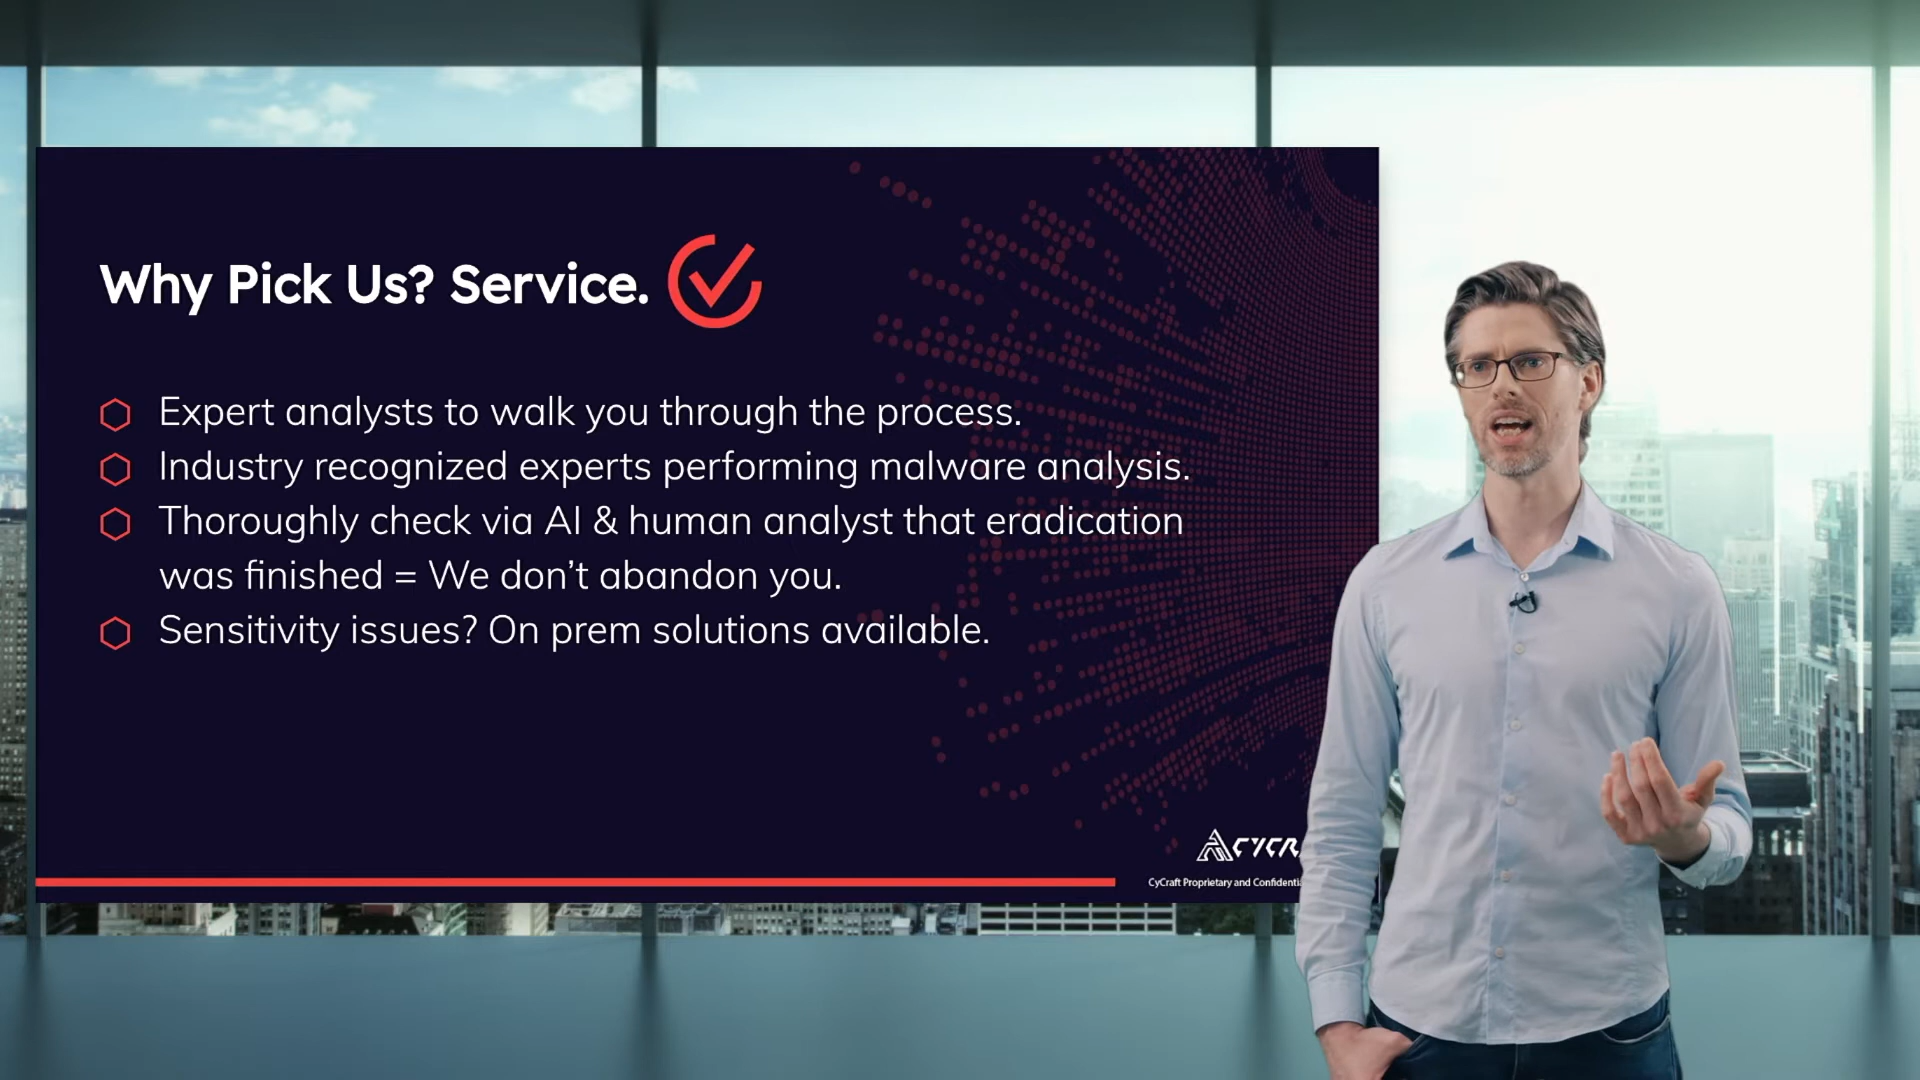 Why Pick Us? Service.
Expert analysts to walk you through the process.
Industry recognized experts performing malware analysis.
Thoroughly check via AI & human analyst that eradication
was finished = We don’t abandon you.
Sensitivity issues? On prem solutions available.
CyCraft Proprietary and